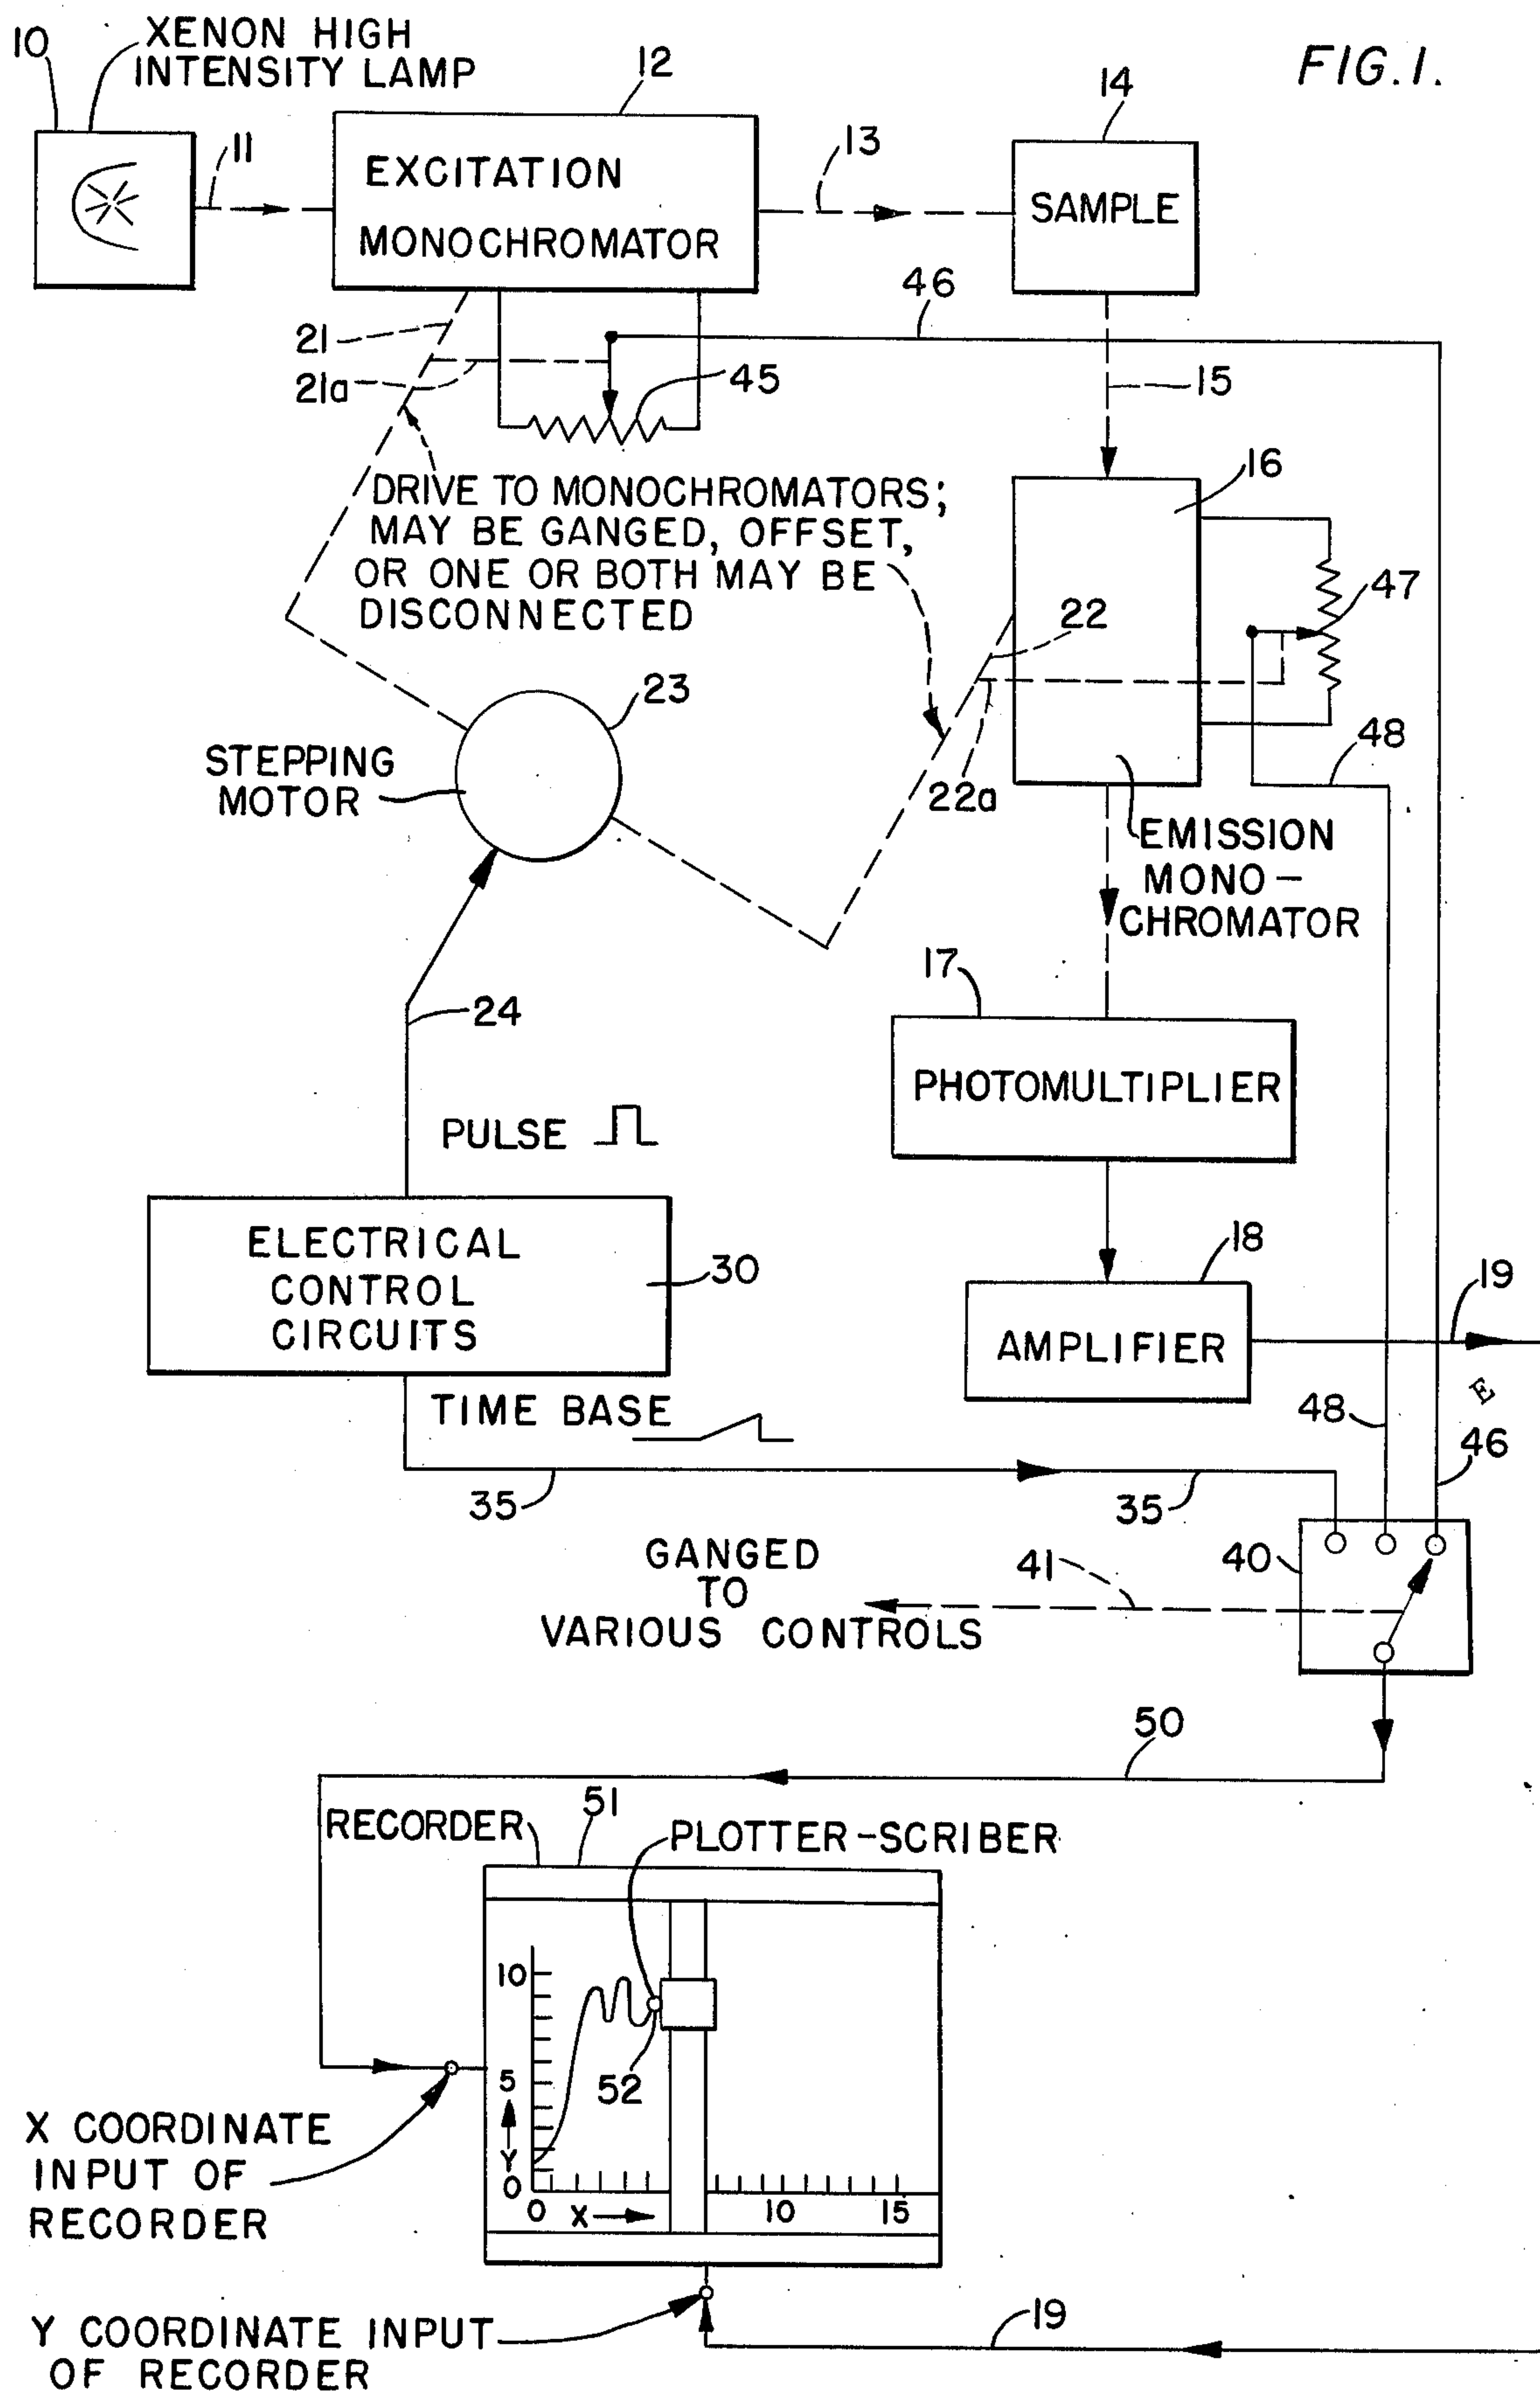 FIG. 1.
10
XENON HIGH
INTENSITY LAMP
12
14
11
EXCITATION
MONOCHROMATOR
13
SAMPLE
46
21
21a
45
15
16
DRIVE TO MONOCHROMATORS;
MAY BE GANGED, OFFSET,
OR ONE OR BOTH MAY BE
DISCONNECTED
47
22
23
STEPPING
MOTOR
48
22a
EMISSION
MONO-
CHROMATOR
17
24
PHOTOMULTIPLIER
PULSE
ELECTRICAL
CONTROL
CIRCUITS
30
18
19
AMPLIFIER
E
TIME BASE
48
46
35
35
GANGED
TO
VARIOUS CONTROLS
41
40
50
RECORDER
51
PLOTTER-SCRIBER
10
5
Y
0
52
0
X
10
15
X COORDINATE
INPUT OF
RECORDER
Y COORDINATE INPUT
OF RECORDER
19